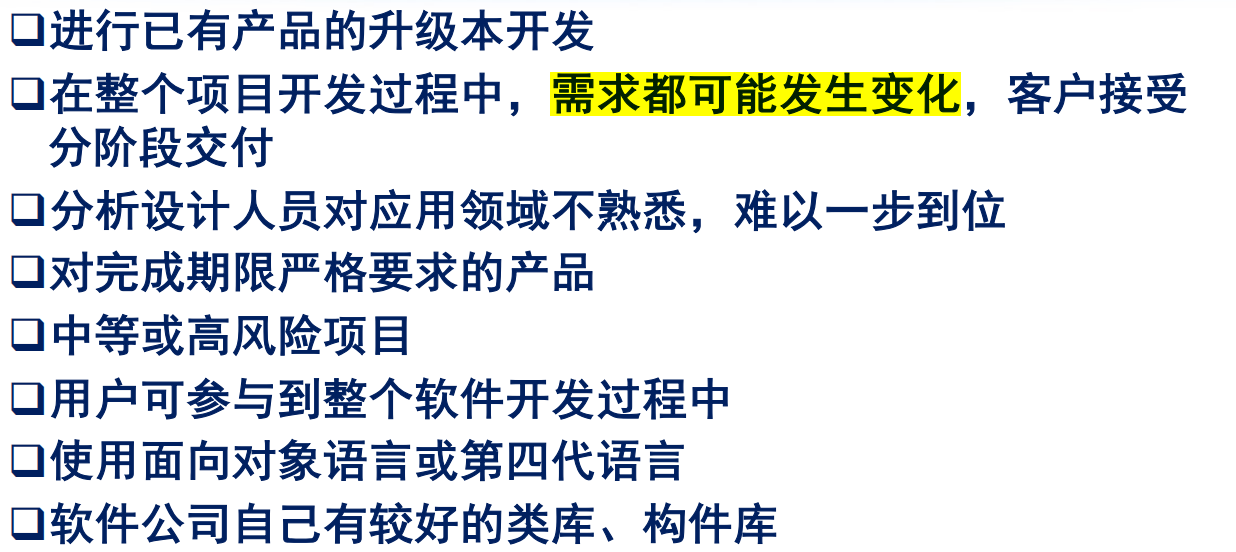 ❑进行已有产品的升级本开发
❑在整个项目开发过程中，需求都可能发生变化，客户接受
分阶段交付
❑分析设计人员对应用领域不熟悉，难以一步到位
❑对完成期限严格要求的产品
❑中等或高风险项目
❑用户可参与到整个软件开发过程中
❑使用面向对象语言或第四代语言
❑软件公司自己有较好的类库、构件库